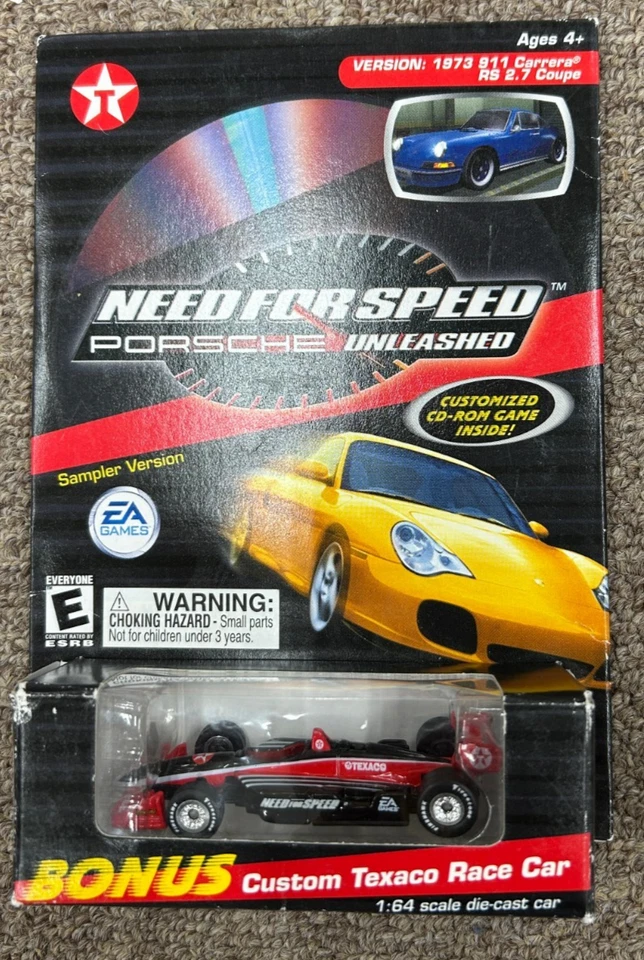 Ages 4+
VERSION: 1973 911 Carrera®
RS 2.7 Coupe
T
NEED FOR SPEED™
PORSCHE UNLEASHED
CUSTOMIZED
CD-ROM GAME
INSIDE!
Sampler Version
EA
GAMES™
EVERYONE
E
CONTENT RATED BY
ESRB
WARNING:
CHOKING HAZARD - Small parts
Not for children under 3 years.
TEXACO
NEED FOR SPEED
EA
GAMES
BONUS Custom Texaco Race Car
1:64 scale die-cast car